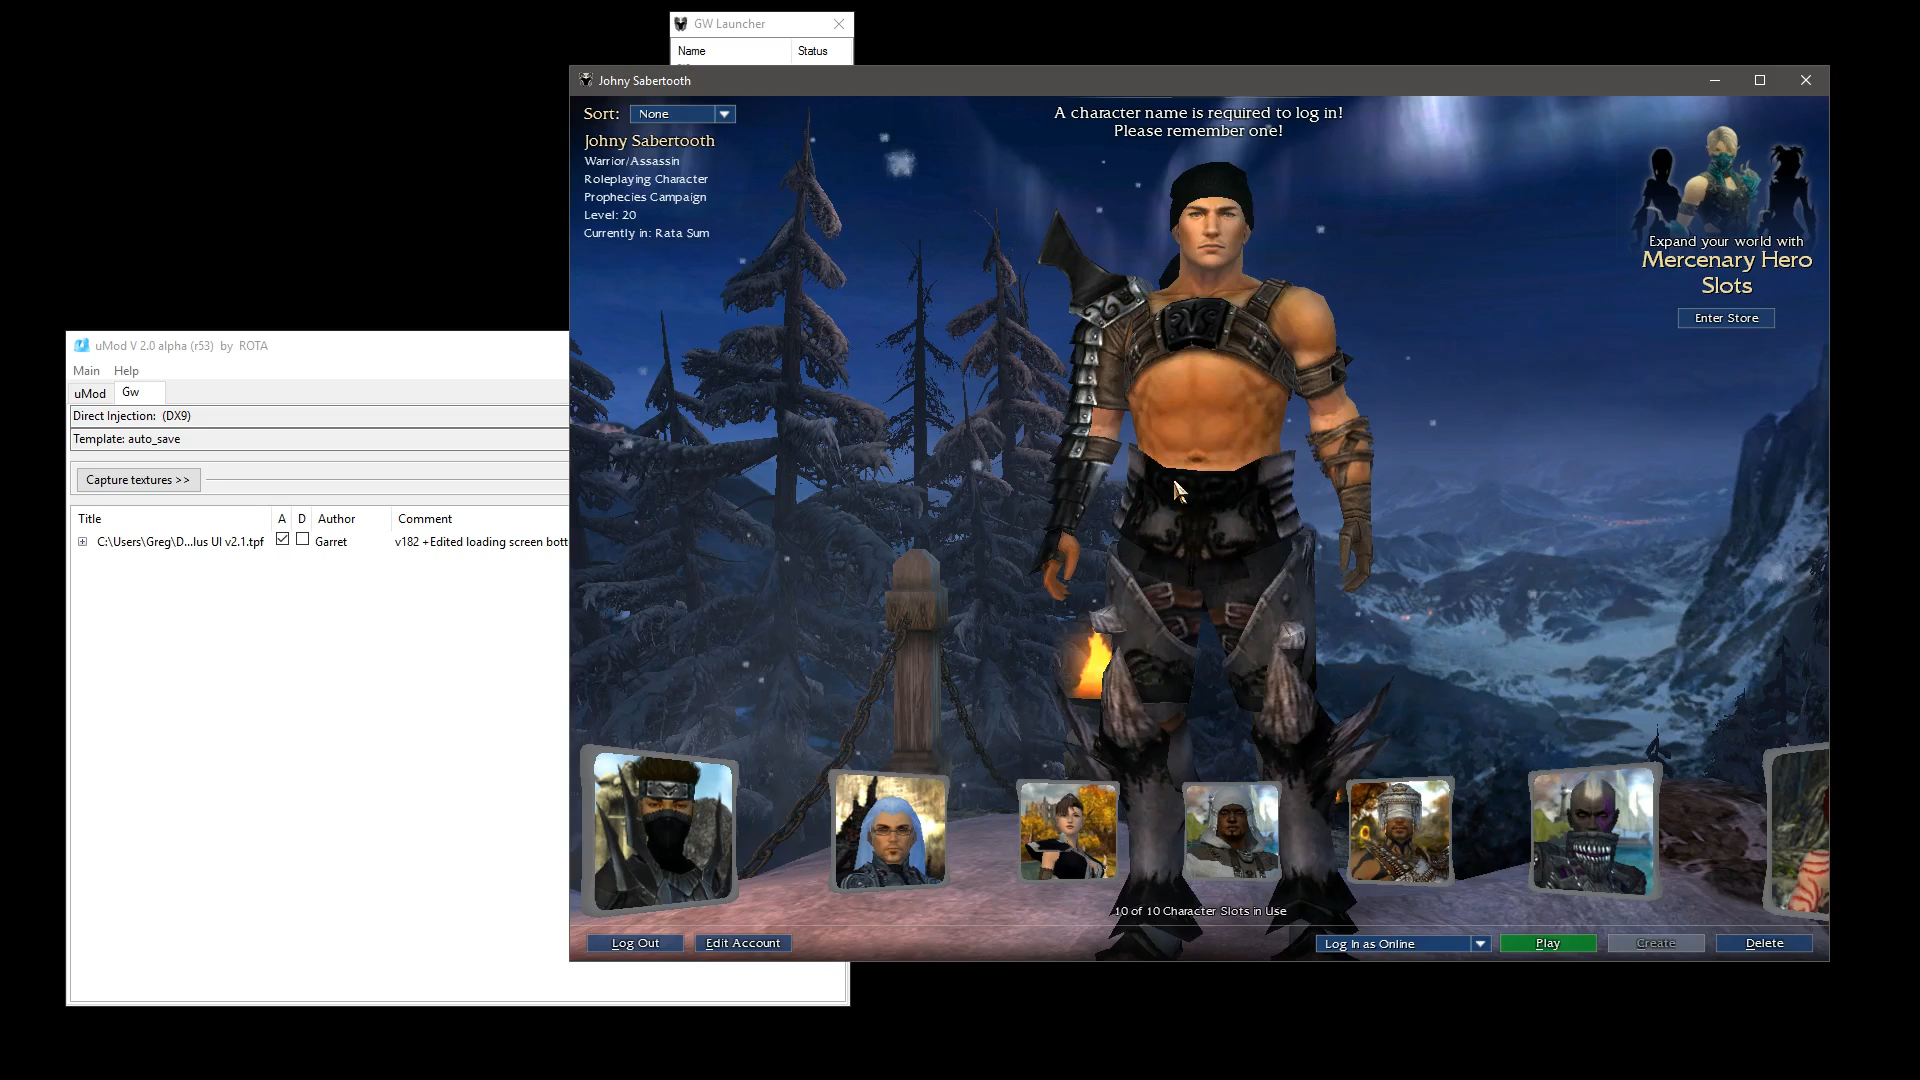 GW Launcher
Name Status
Johny Sabertooth
Sort: None
Johny Sabertooth
Warrior/Assassin
Roleplaying Character
Prophecies Campaign
Level: 20
Currently in: Rata Sum
A character name is required to log in!
Please remember one!
Expand your world with
Mercenary Hero
Slots
Enter Store
uMod V 2.0 alpha (r53) by ROTA
Main Help
uMod Gw
Direct Injection: (DX9)
Template: auto_save
Capture textures >>
Title A D Author Comment
C:\Users\Greg\D...lus UI v2.1.tpf Garret v182 +Edited loading screen bott
10 of 10 Character Slots in Use
Log Out Edit Account Log In as Online Play Create Delete